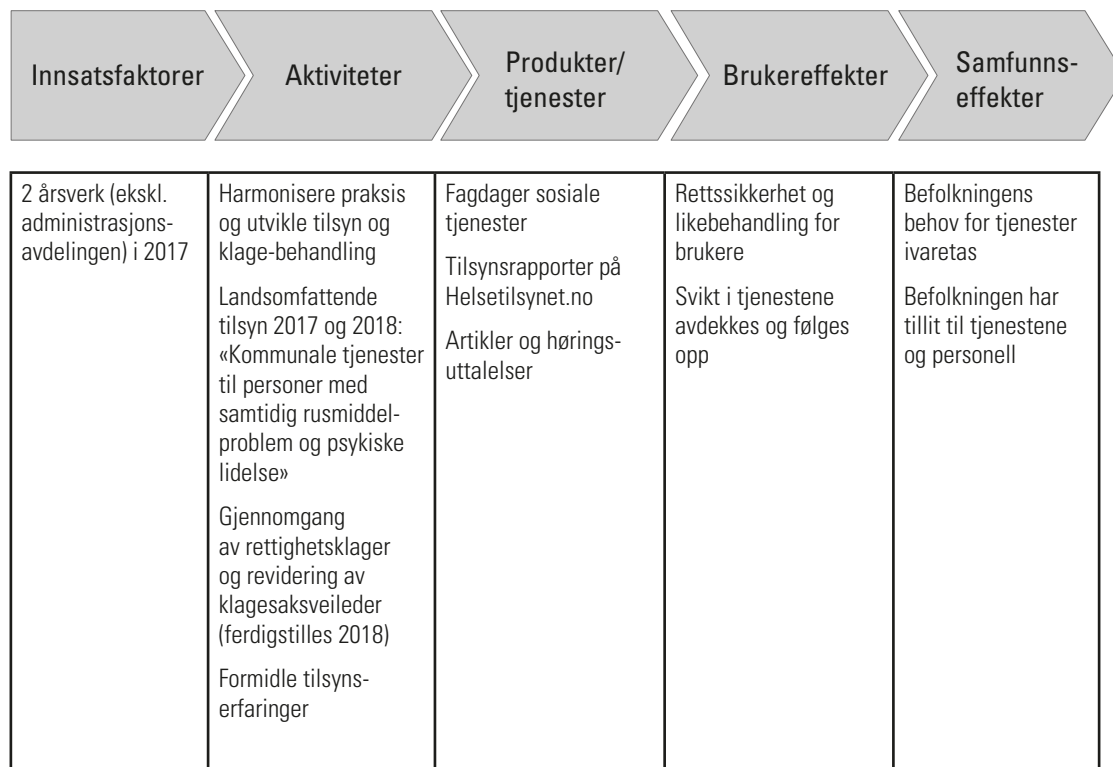 Innsatsfaktorer
Aktiviteter
Produkter/
tjenester
Brukereffekter
Samfunns-
effekter
2 årsverk (ekskl.
administrasjons-
avdelingen) i 2017
Harmonisere praksis
og utvikle tilsyn og
klage-behandling
Landsomfattende
tilsyn 2017 og 2018:
«Kommunale tjenester
til personer med
samtidig rusmiddel-
problem og psykiske
lidelse»
Gjennomgang
av rettighetsklager
og revidering av
klagesaksveileder
(ferdigstilles 2018)
Formidle tilsyns-
erfaringer
Fagdager sosiale
tjenester
Tilsynsrapporter på
Helsetilsynet.no
Artikler og hørings-
uttalelser
Rettssikkerhet og
likebehandling for
brukere
Svikt i tjenestene
avdekkes og følges
opp
Befolkningens
behov for tjenester
ivaretas
Befolkningen har
tillit til tjenestene
og personell